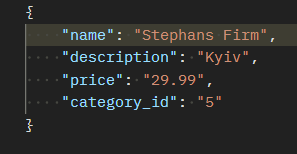 {
"name": "Stephans Firm",
"description": "Kyiv",
"price": "29.99",
"category_id": "5"
}